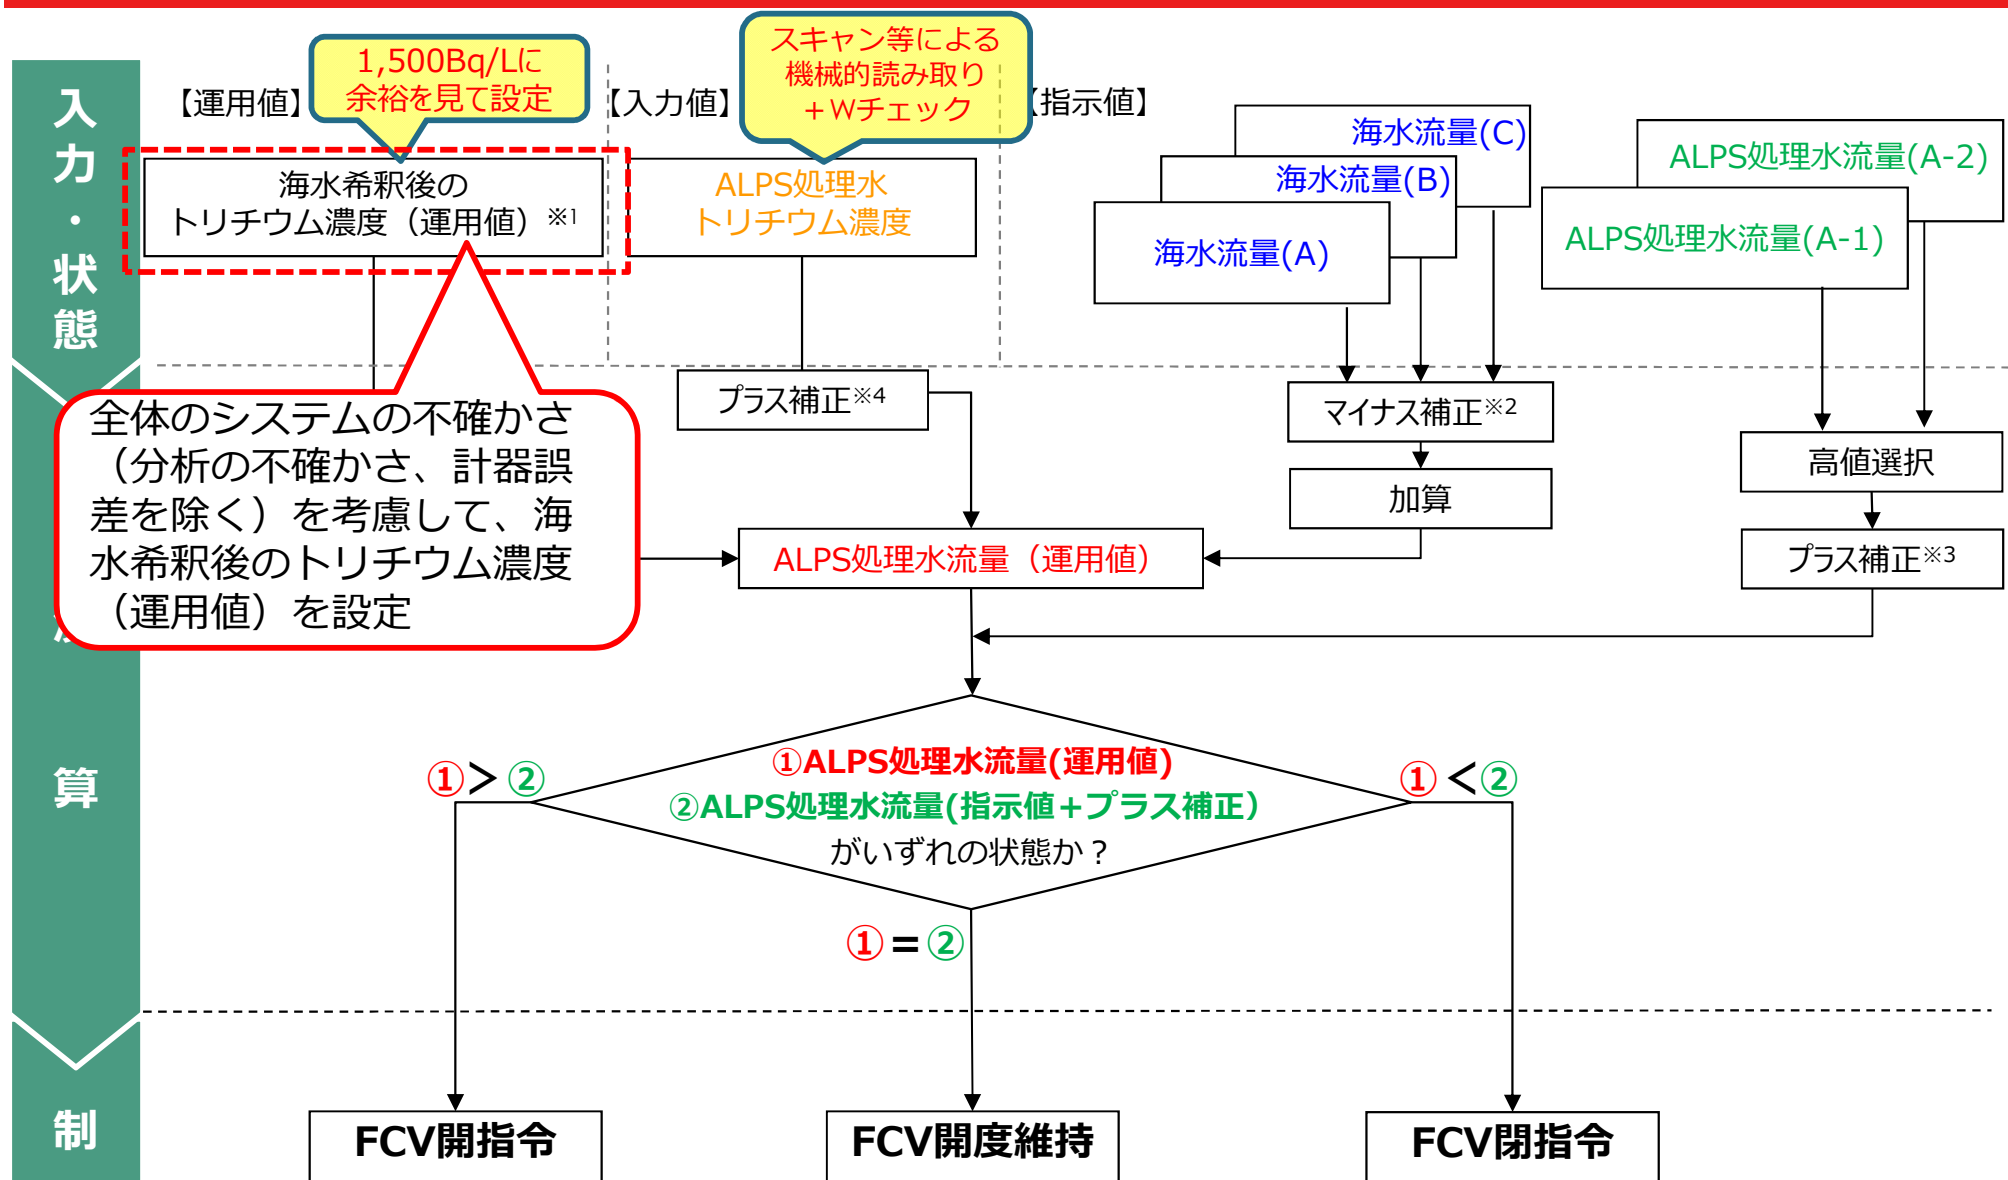 入
力
・
状
態
【運用値】
1,500Bq/Lに
余裕を見て設定
【入力値】
スキャン等による
機械的読み取り
+Wチェック
【指示値】
海水希釈後の
トリチウム濃度（運用値）※1
ALPS処理水
トリチウム濃度
海水流量(C)
海水流量(B)
海水流量(A)
ALPS処理水流量(A-2)
ALPS処理水流量(A-1)
プラス補正※4
マイナス補正※2
加算
高値選択
プラス補正※3
全体のシステムの不確かさ
（分析の不確かさ、計器誤
差を除く）を考慮して、海
水希釈後のトリチウム濃度
（運用値）を設定
ALPS処理水流量（運用値）
算
①ALPS処理水流量(運用値)
②ALPS処理水流量(指示値+プラス補正）
がいずれの状態か？
①＞②
①＜②
①=②
制
FCV開指令
FCV開度維持
FCV閉指令